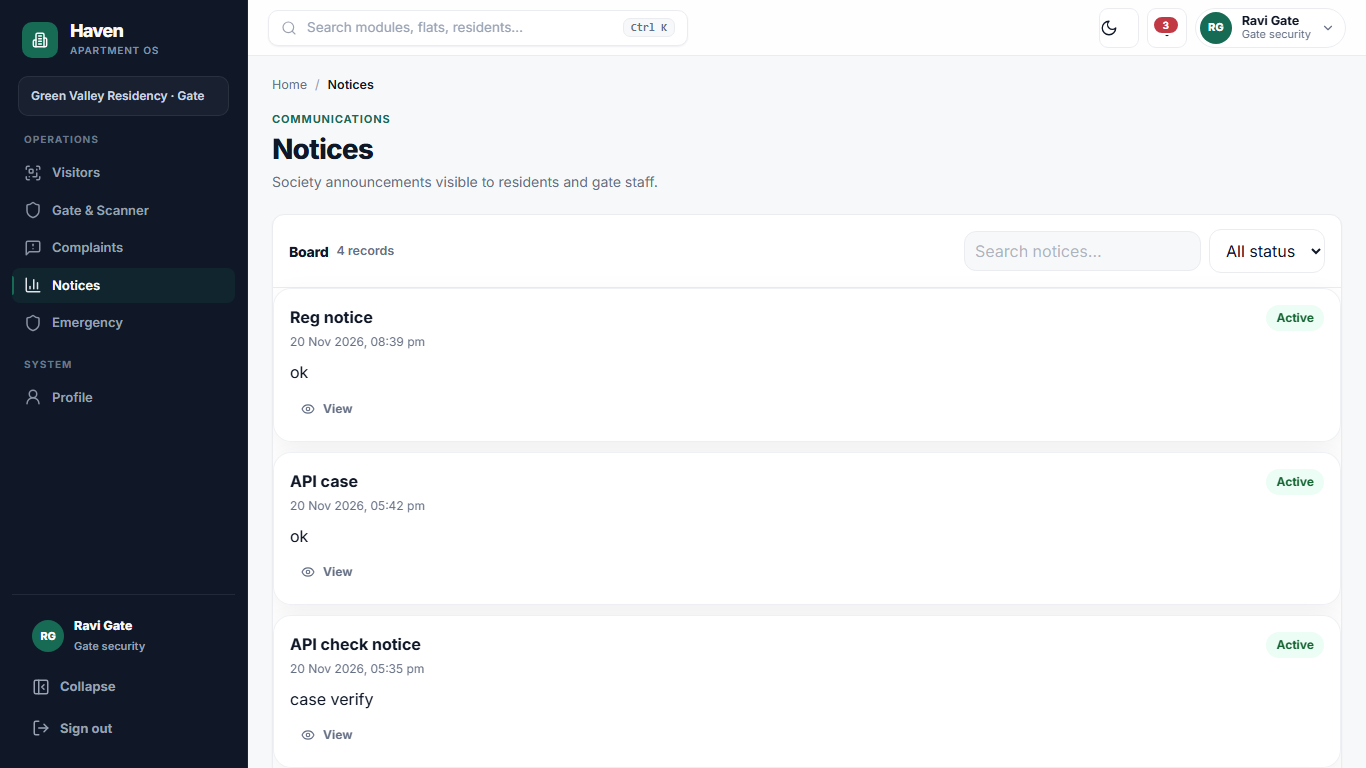 Haven
APARTMENT OS
Green Valley Residency · Gate
OPERATIONS
Visitors
Gate & Scanner
Complaints
Notices
Emergency
SYSTEM
Profile
RG
Ravi Gate
Gate security
Collapse
Sign out
Search modules, flats, residents...
Ctrl K
3
RG
Ravi Gate
Gate security
Home / Notices
COMMUNICATIONS
Notices
Society announcements visible to residents and gate staff.
Board 4 records
Search notices...
All status
Reg notice
Active
20 Nov 2026, 08:39 pm
ok
View
API case
Active
20 Nov 2026, 05:42 pm
ok
View
API check notice
Active
20 Nov 2026, 05:35 pm
case verify
View